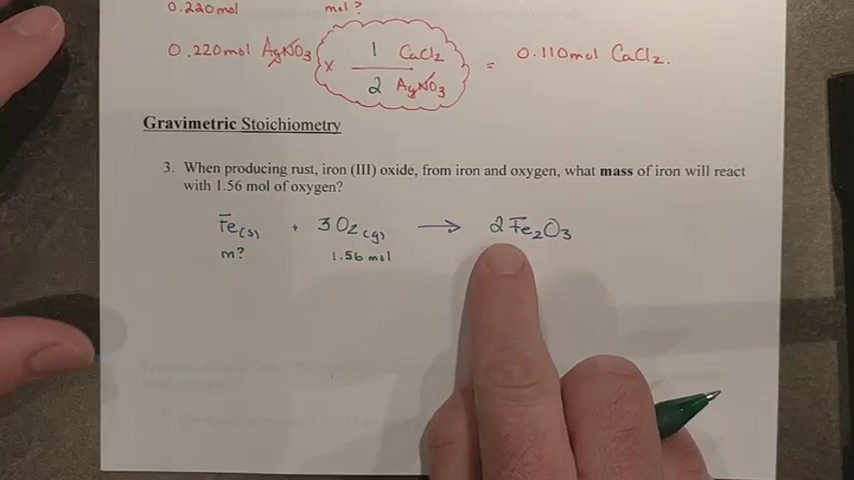 0.220mol mol?
0.220mol AgNO3 x 1 CaCl2 / 2 AgNO3 = 0.110mol CaCl2.
Gravimetric Stoichiometry
3. When producing rust, iron (III) oxide, from iron and oxygen, what mass of iron will react
with 1.56 mol of oxygen?
Fe(s) + 3O2(g) → 2Fe2O3
m? 1.56 mol